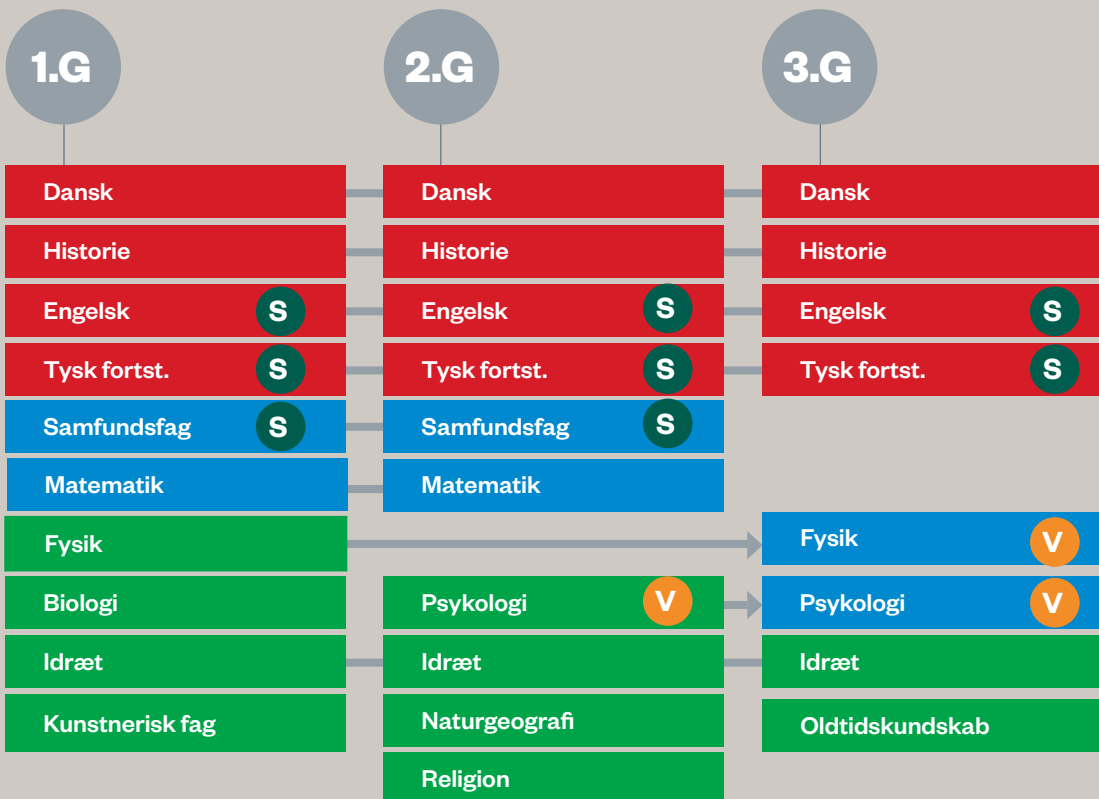 1.G
2.G
3.G
Dansk
Dansk
Dansk
Historie
Historie
Historie
Engelsk S
Engelsk S
Engelsk S
Tysk fortst. S
Tysk fortst. S
Tysk fortst. S
Samfundsfag S
Samfundsfag S
Matematik
Matematik
Fysik
Fysik V
Biologi
Psykologi V
Psykologi V
Idræt
Idræt
Idræt
Kunstnerisk fag
Naturgeografi
Oldtidskundskab
Religion